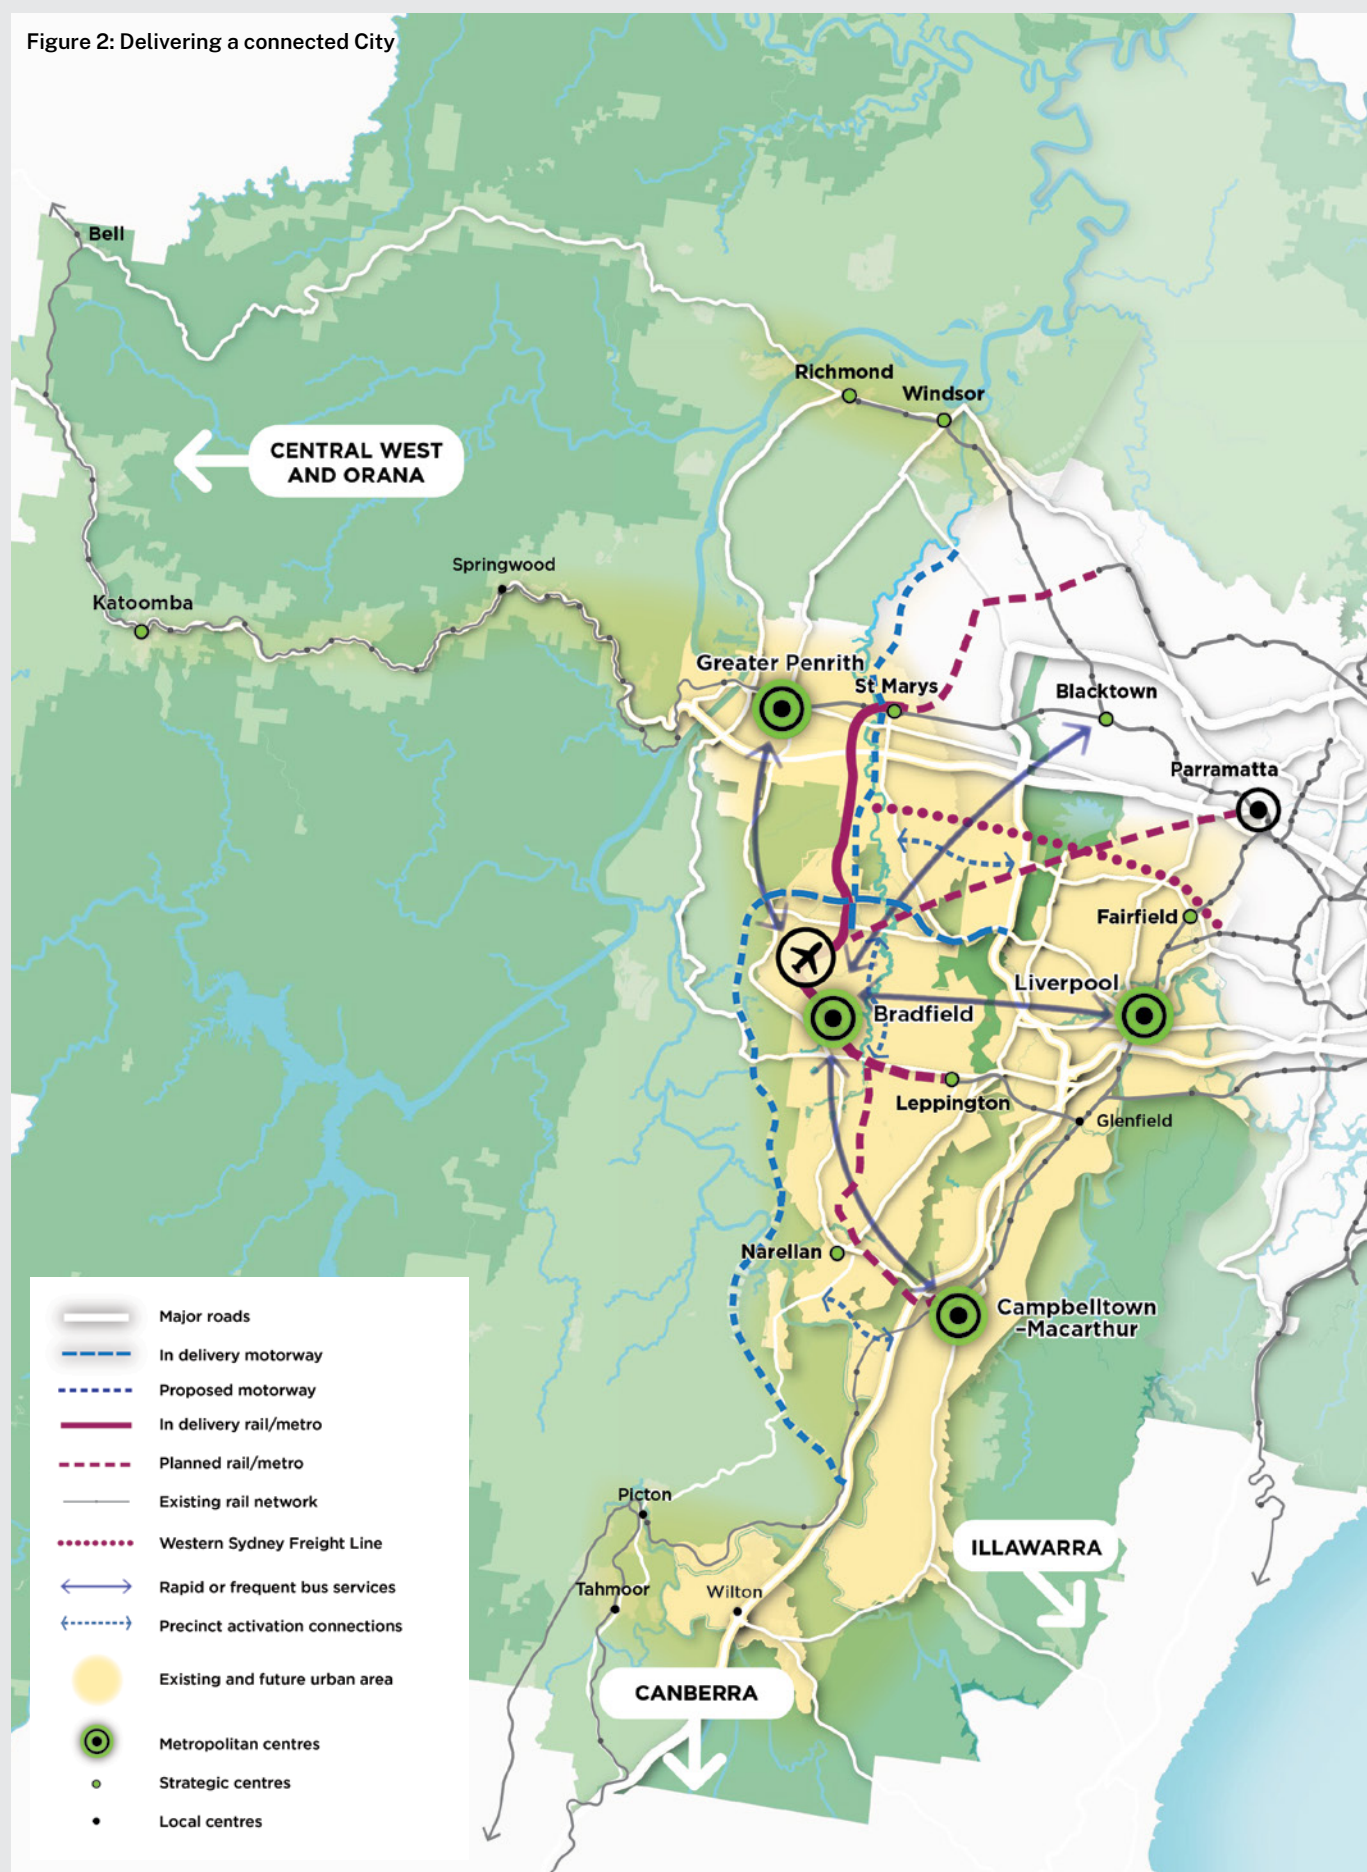 Figure 2: Delivering a connected City
Bell
Richmond
Windsor
CENTRAL WEST
AND ORANA
Springwood
Katoomba
Greater Penrith
St Marys
Blacktown
Parramatta
Fairfield
Liverpool
Bradfield
Leppington
Glenfield
Narellan
Campbelltown
–Macarthur
Major roads
In delivery motorway
Proposed motorway
In delivery rail/metro
Planned rail/metro
Existing rail network
Western Sydney Freight Line
Rapid or frequent bus services
Precinct activation connections
Existing and future urban area
Metropolitan centres
Strategic centres
Local centres
Picton
ILLAWARRA
Tahmoor
Wilton
CANBERRA